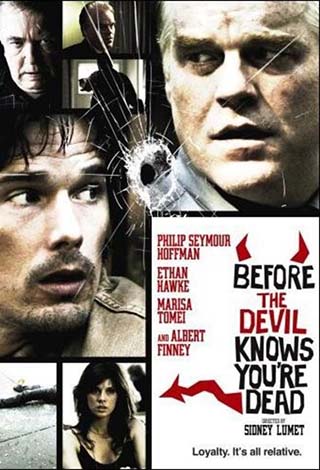 PHILIP SEYMOUR
HOFFMAN
ETHAN
HAWKE
MARISA
TOMEI
AND ALBERT
FINNEY
BEFORE
THE
DEVIL
KNOWS
YOU'RE
DEAD
DIRECTED BY
SIDNEY LUMET
Loyalty. It's all relative.